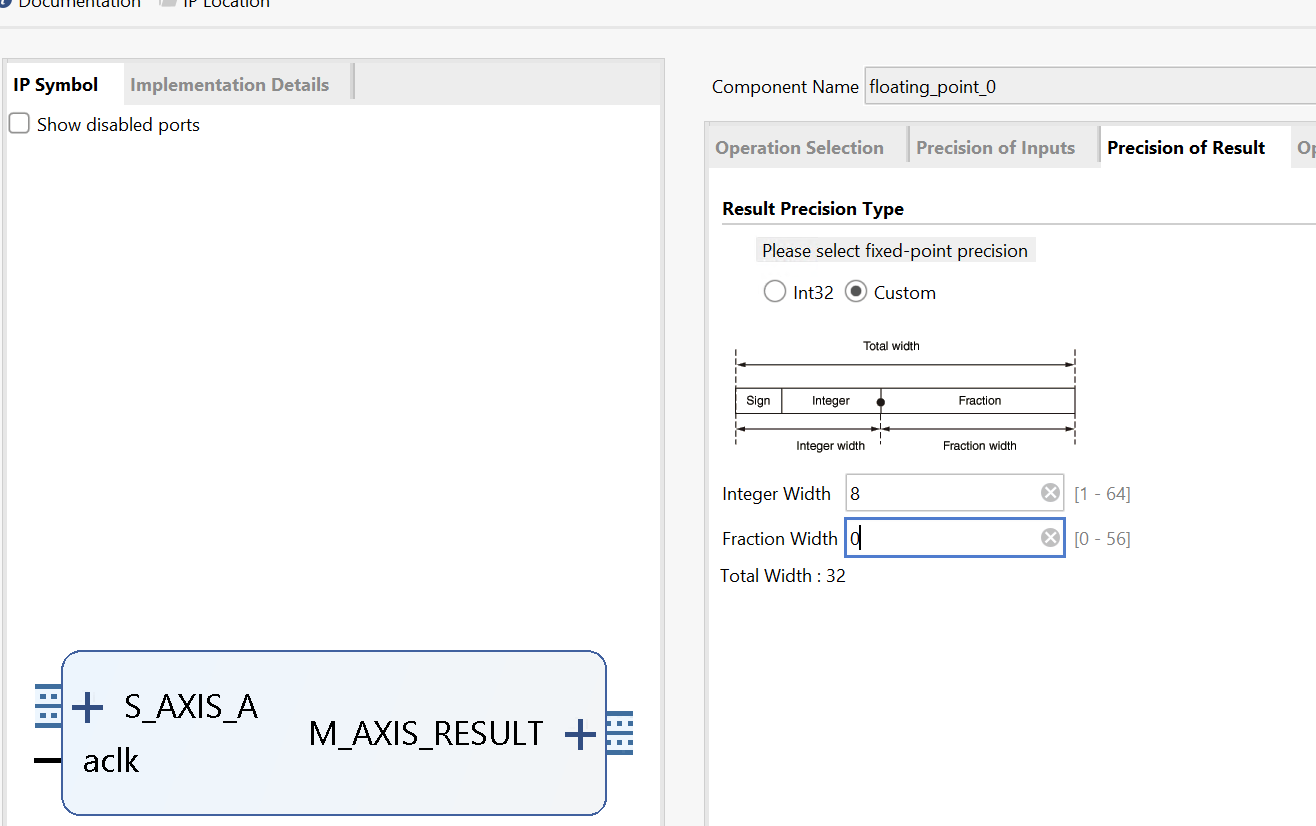 Documentation IP Location
IP Symbol Implementation Details
Show disabled ports
S_AXIS_A
M_AXIS_RESULT
aclk
Component Name floating_point_0
Operation Selection Precision of Inputs Precision of Result Op
Result Precision Type
Please select fixed-point precision
Int32 Custom
Total width
Sign Integer Fraction
Integer width Fraction width
Integer Width 8 [1 - 64]
Fraction Width 0 [0 - 56]
Total Width : 32